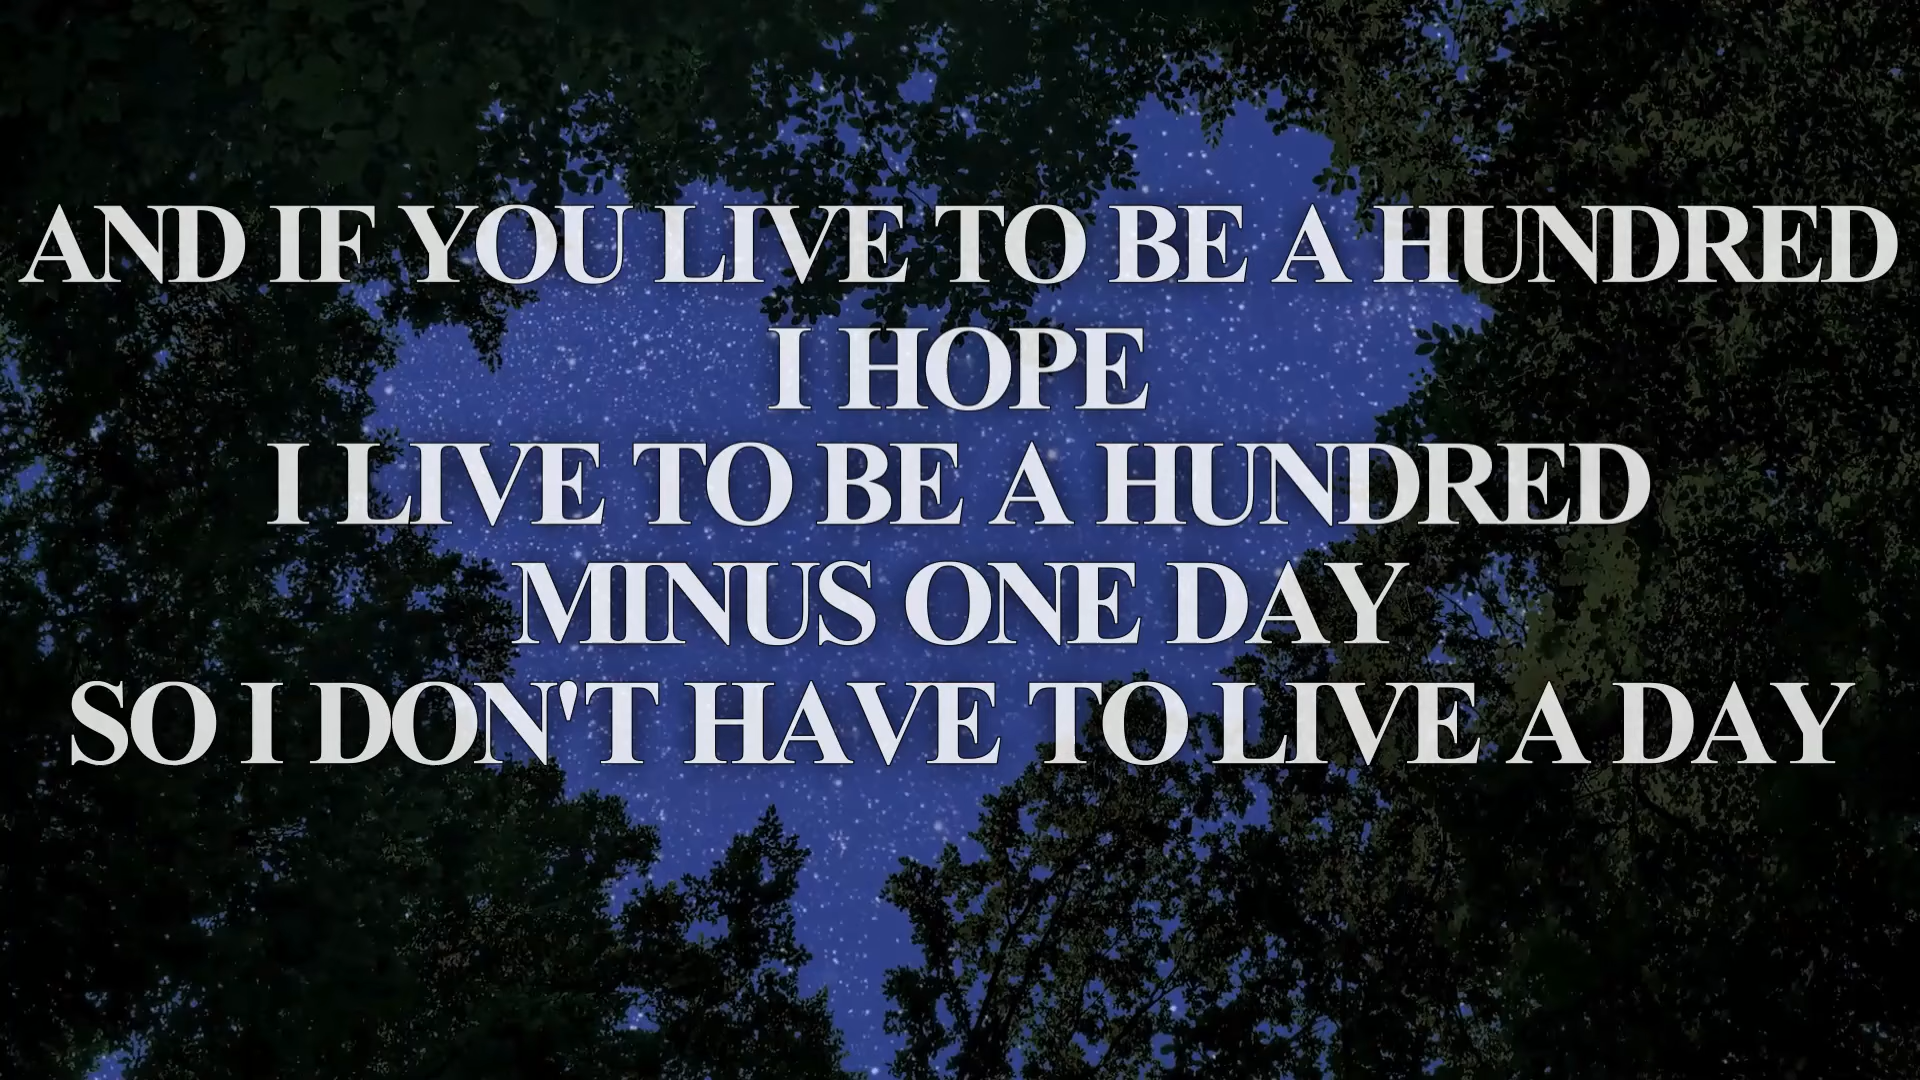 AND IF YOU LIVE TO BE A HUNDRED
I HOPE
I LIVE TO BE A HUNDRED
MINUS ONE DAY
SO I DON'T HAVE TO LIVE A DAY